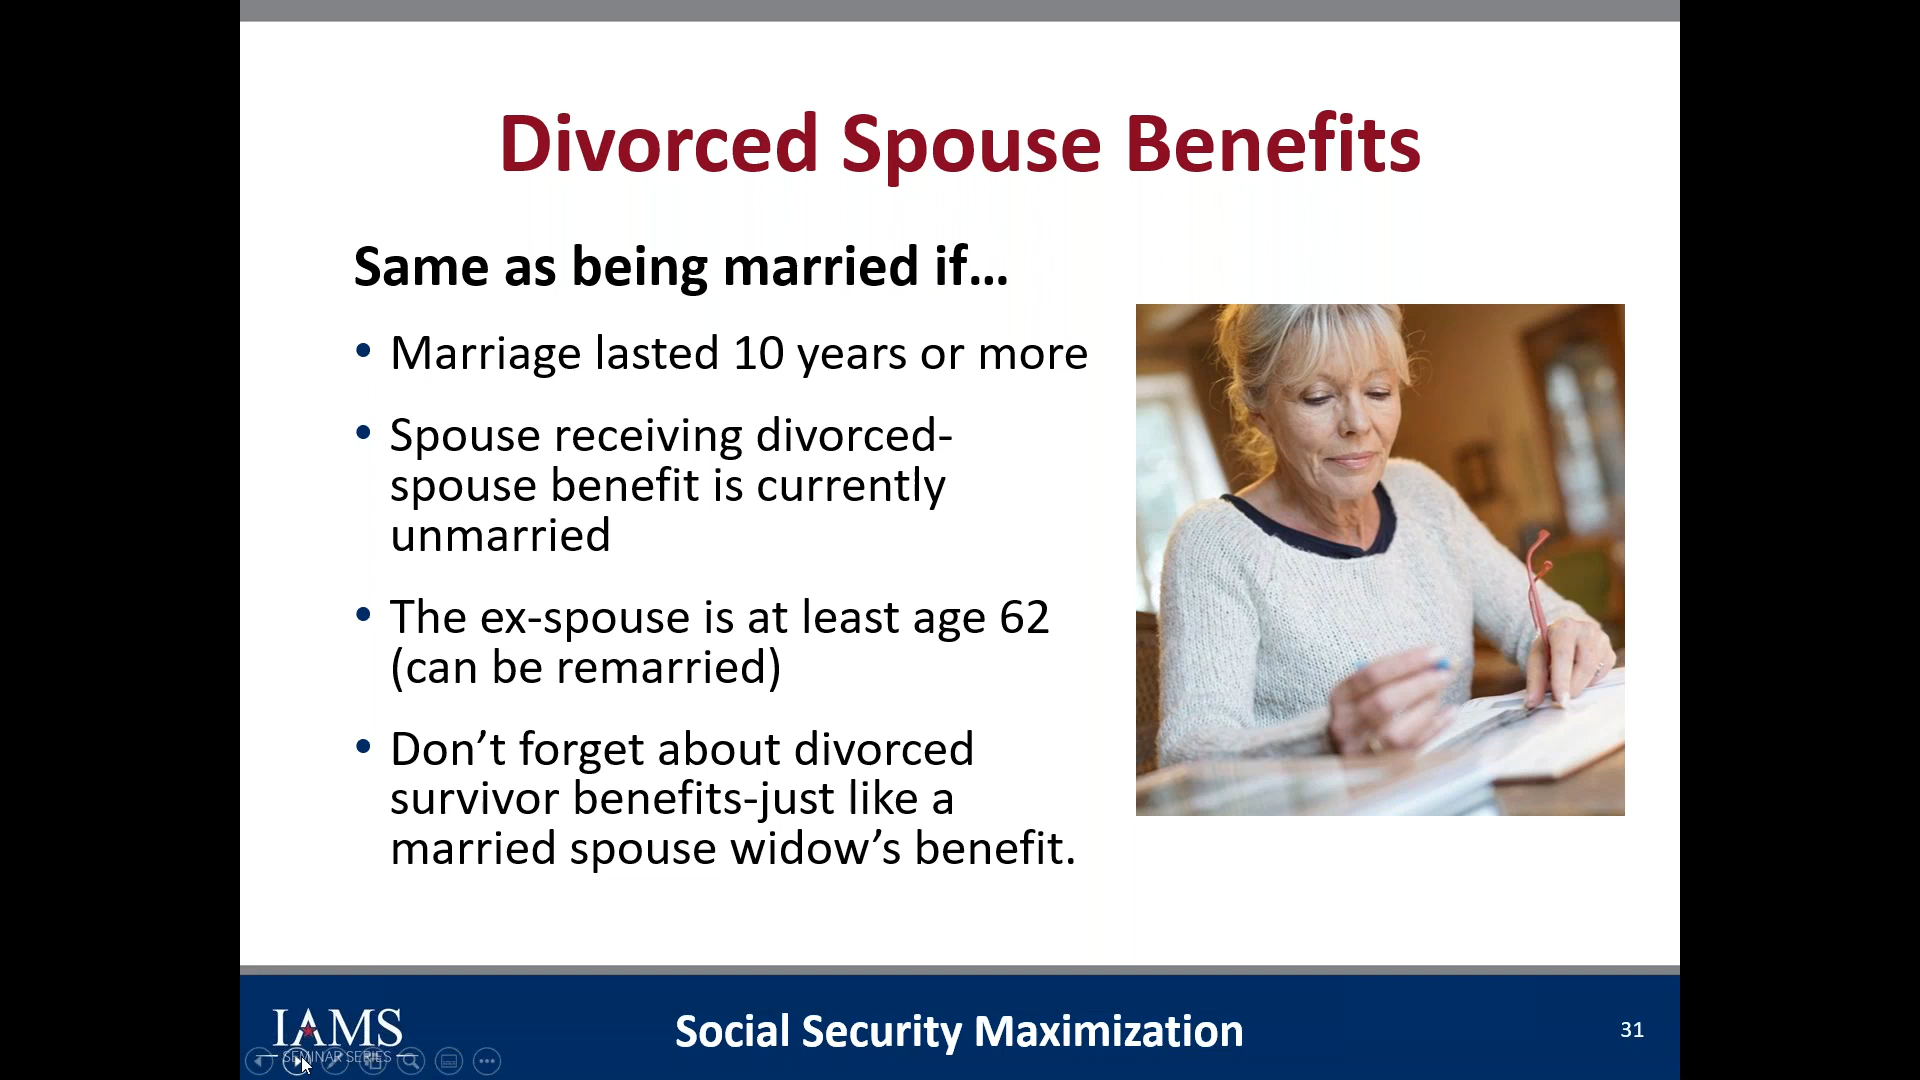 Divorced Spouse Benefits
Same as being married if…
• Marriage lasted 10 years or more
• Spouse receiving divorced-
spouse benefit is currently
unmarried
• The ex-spouse is at least age 62
(can be remarried)
• Don’t forget about divorced
survivor benefits-just like a
married spouse widow’s benefit.
IAMS
SEMINAR SERIES
Social Security Maximization
31